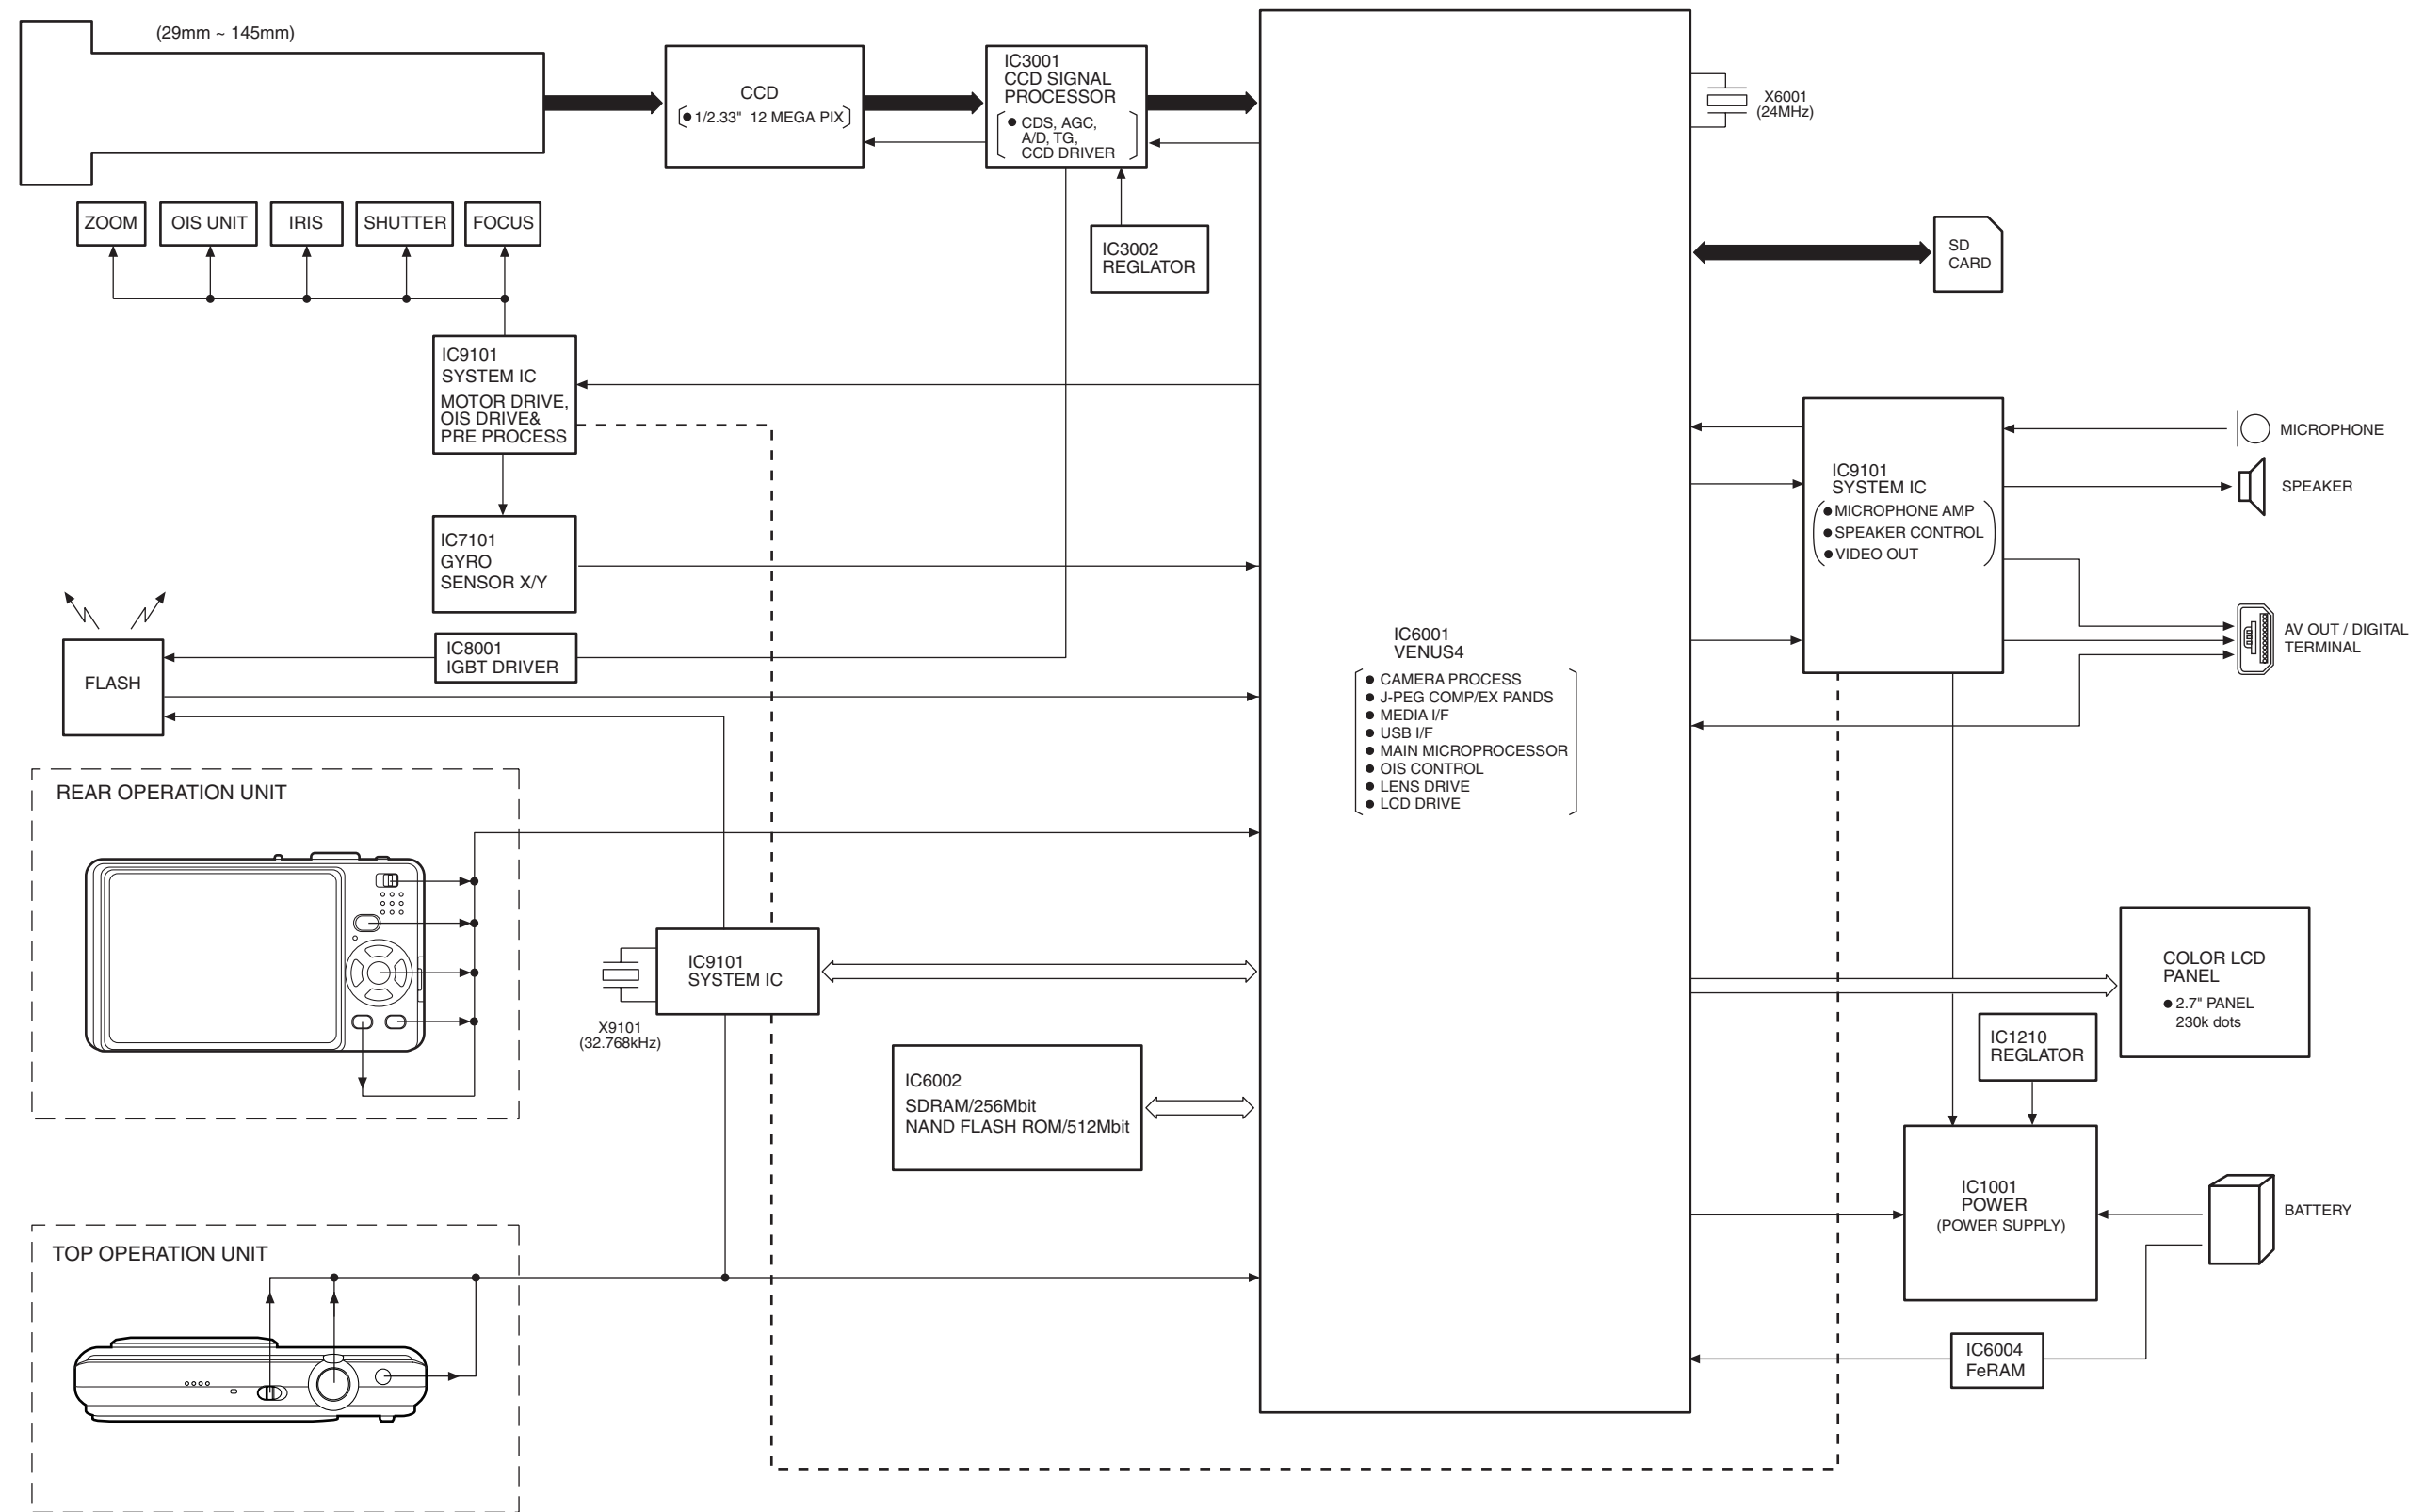 (29mm ~ 145mm)
CCD
● 1/2.33" 12 MEGA PIX
IC3001
CCD SIGNAL
PROCESSOR
● CDS, AGC,
A/D, TG,
CCD DRIVER
X6001
(24MHz)
ZOOM
OIS UNIT
IRIS
SHUTTER
FOCUS
IC3002
REGLATOR
SD
CARD
IC9101
SYSTEM IC
MOTOR DRIVE,
OIS DRIVE&
PRE PROCESS
IC9101
SYSTEM IC
● MICROPHONE AMP
● SPEAKER CONTROL
● VIDEO OUT
MICROPHONE
SPEAKER
AV OUT / DIGITAL
TERMINAL
IC7101
GYRO
SENSOR X/Y
IC8001
IGBT DRIVER
FLASH
IC6001
VENUS4
● CAMERA PROCESS
● J-PEG COMP/EX PANDS
● MEDIA I/F
● USB I/F
● MAIN MICROPROCESSOR
● OIS CONTROL
● LENS DRIVE
● LCD DRIVE
REAR OPERATION UNIT
IC9101
SYSTEM IC
X9101
(32.768kHz)
COLOR LCD
PANEL
● 2.7" PANEL
230k dots
IC1210
REGLATOR
IC6002
SDRAM/256Mbit
NAND FLASH ROM/512Mbit
IC1001
POWER
(POWER SUPPLY)
BATTERY
TOP OPERATION UNIT
IC6004
FeRAM